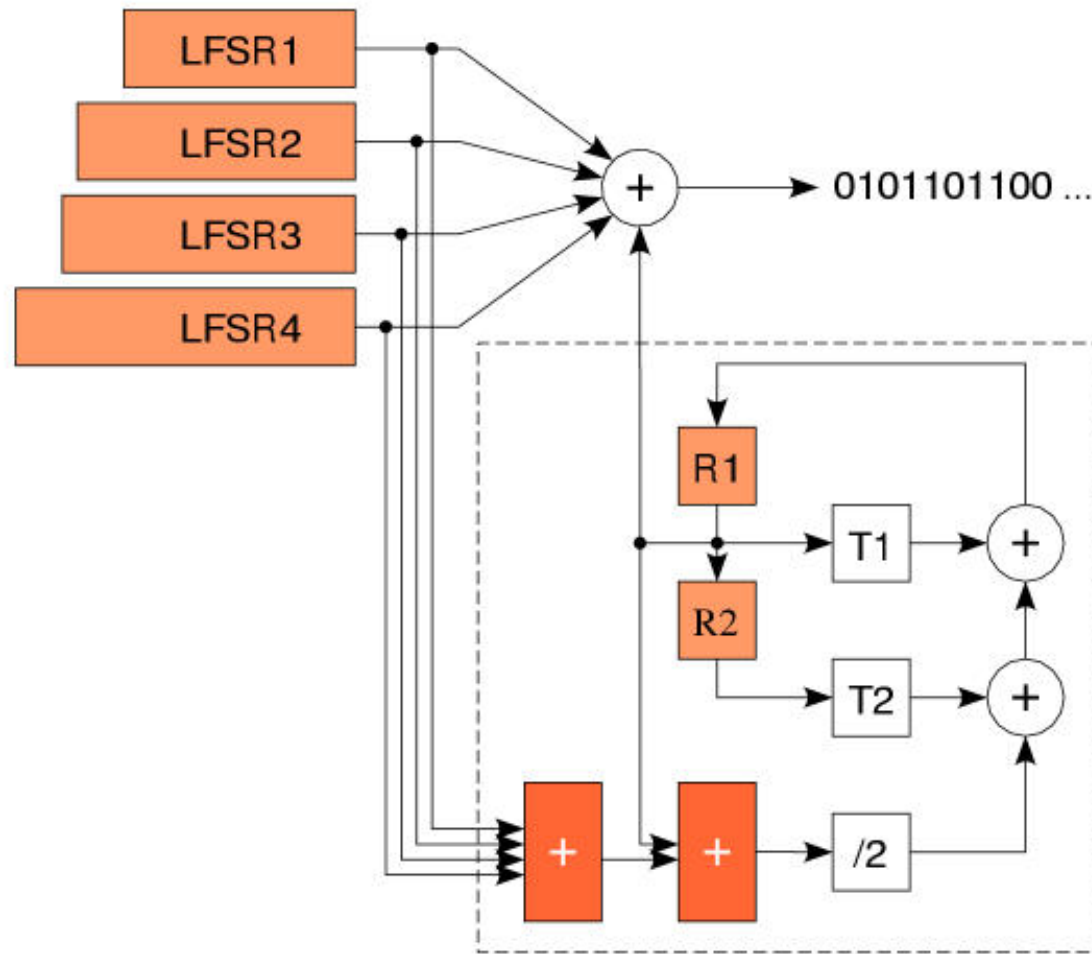 LFSR1
LFSR2
LFSR3
LFSR4
+
0101101100 ...
R1
T1
+
R2
T2
+
+
+
/2